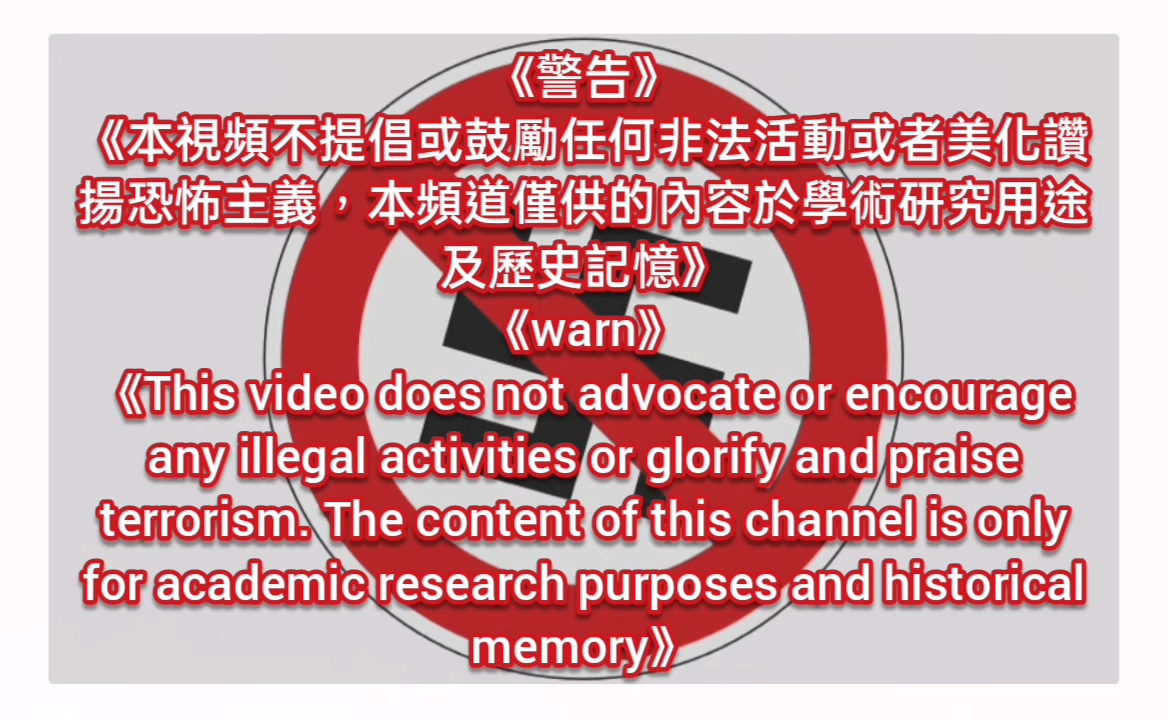 《警告》
《本視頻不提倡或鼓勵任何非法活動或者美化讚
揚恐怖主義，本頻道僅供的內容於學術研究用途
及歷史記憶》
《warn》
《This video does not advocate or encourage
any illegal activities or glorify and praise
terrorism. The content of this channel is only
for academic research purposes and historical
memory》